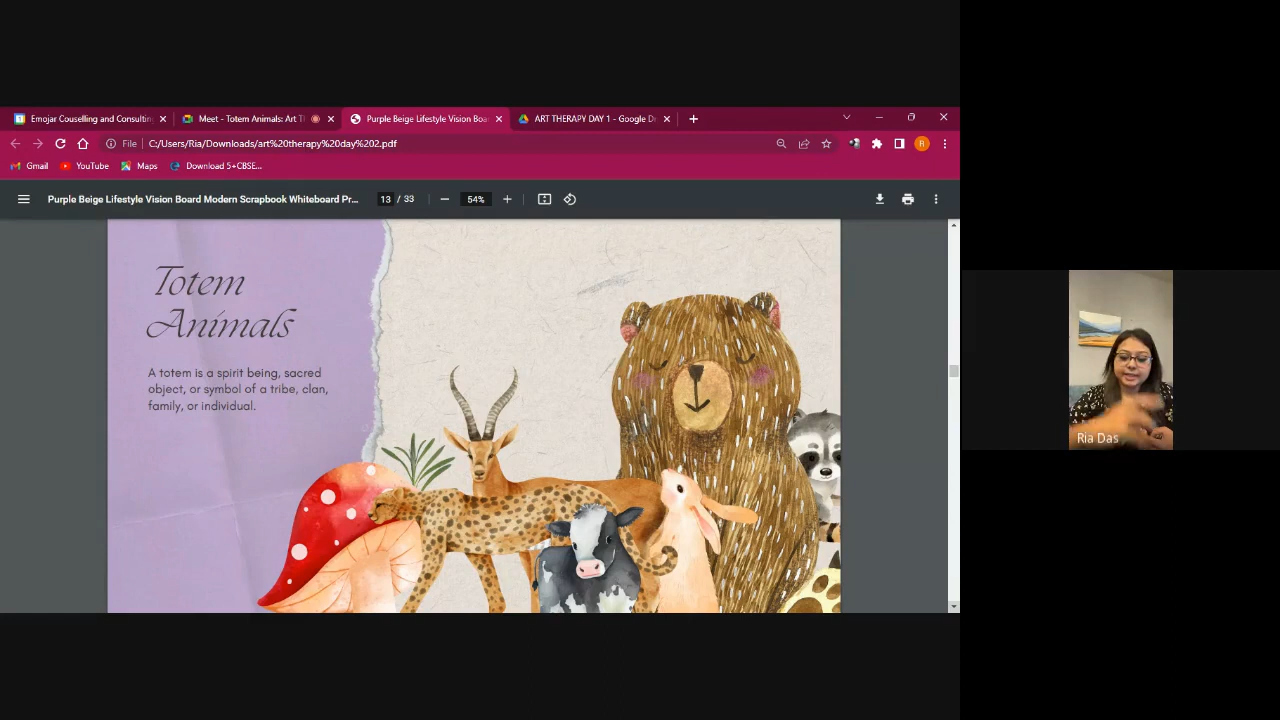 Emojar Couselling and Consulting
Meet - Totem Animals: Art T
Purple Beige Lifestyle Vision Boa
ART THERAPY DAY 1 - Google D
File
C:/Users/Ria/Downloads/art%20therapy%20day%202.pdf
R
Gmail
YouTube
Maps
Download 5+CBSE...
Purple Beige Lifestyle Vision Board Modern Scrapbook Whiteboard Pr...
13 / 33
54%
Totem
Animals
A totem is a spirit being, sacred
object, or symbol of a tribe, clan,
family, or individual.
Ria Das